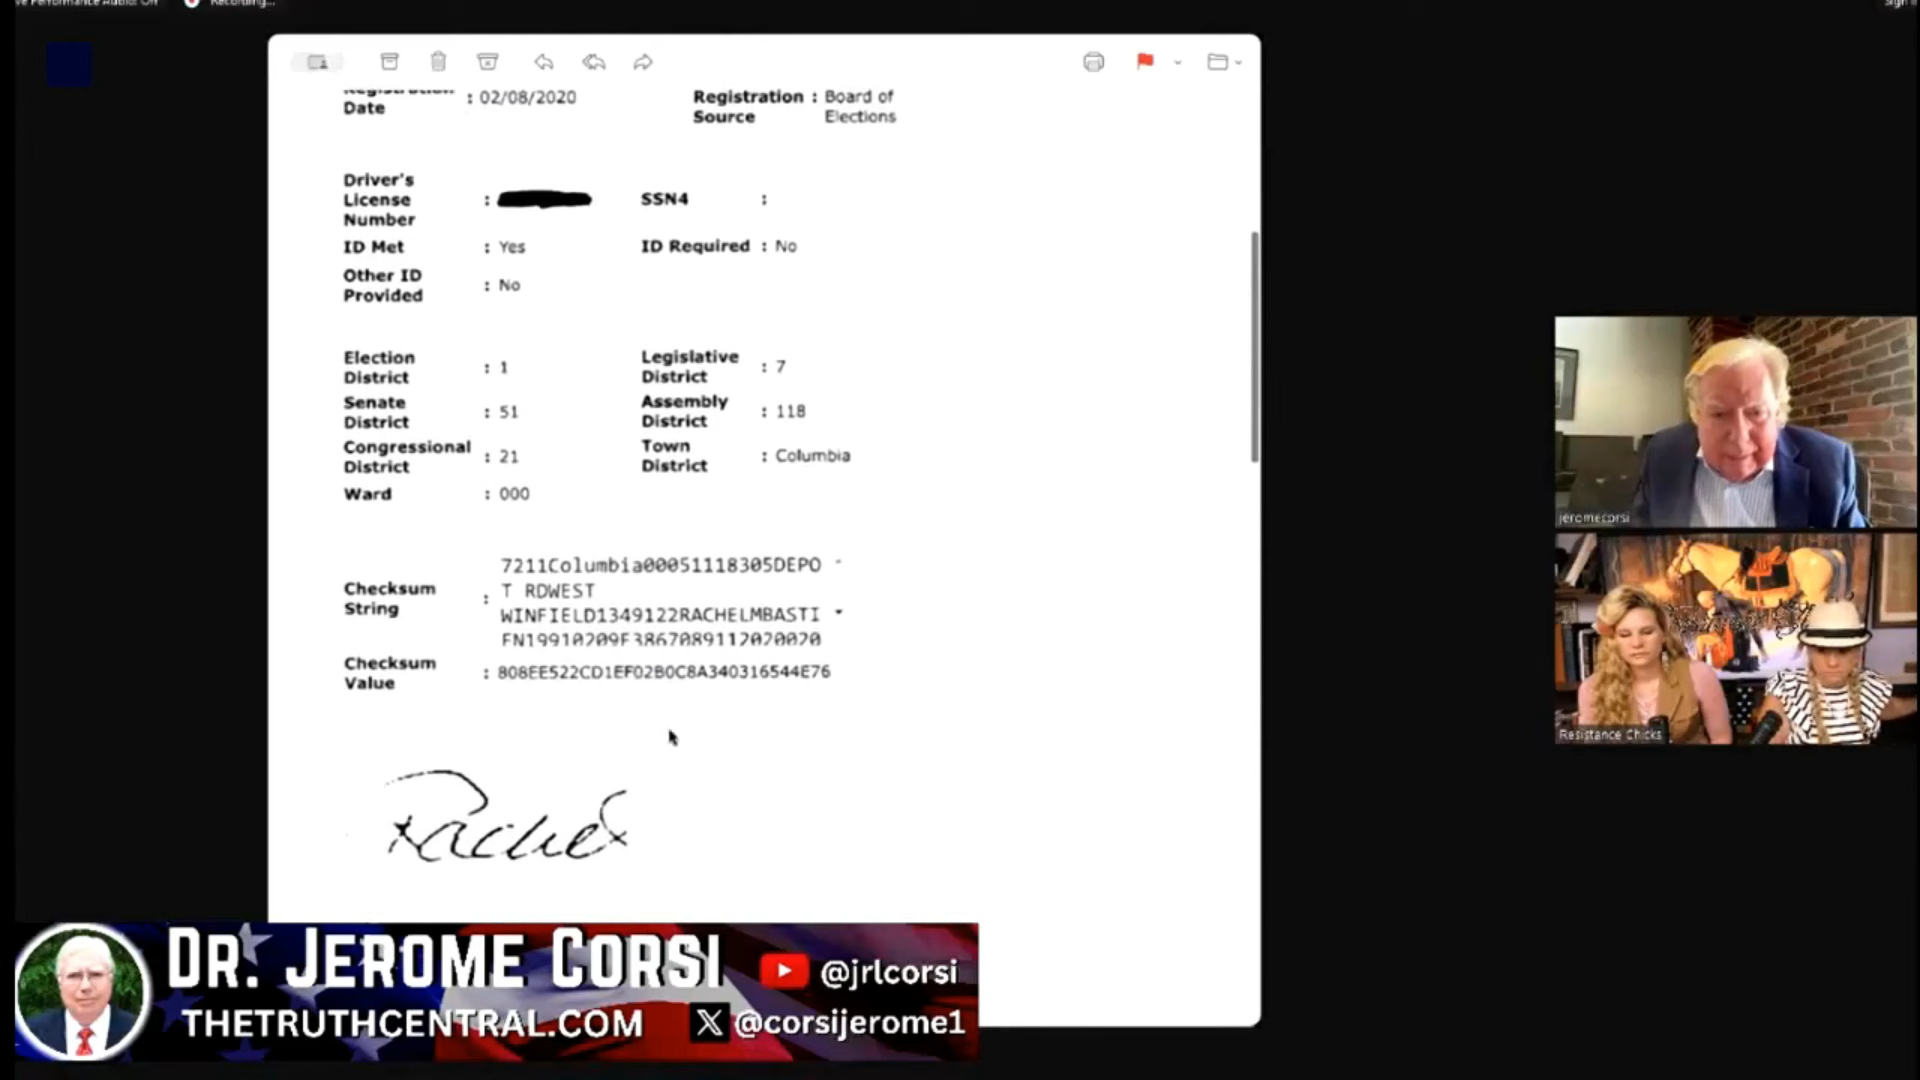 Recording...
Registration Date : 02/08/2020 Registration Source : Board of Elections
Driver's License Number : SSN4 :
ID Met : Yes ID Required : No
Other ID Provided : No
Election District : 1 Legislative District : 7
Senate District : 51 Assembly District : 118
Congressional District : 21 Town District : Columbia
Ward : 000
Checksum String :
7211Columbia00051118305DEPO
T RDWEST
WINFIELD1349122RACHELMBASTI
EN19910209F3867089112020020
Checksum Value : 808EE522CD1EF02B0C8A340316544E76
Rachel
jeromecorsi
Resistance Chicks
DR. JEROME CORSI
@jrlcorsi
THETRUTHCENTRAL.COM
X @corsijerome1